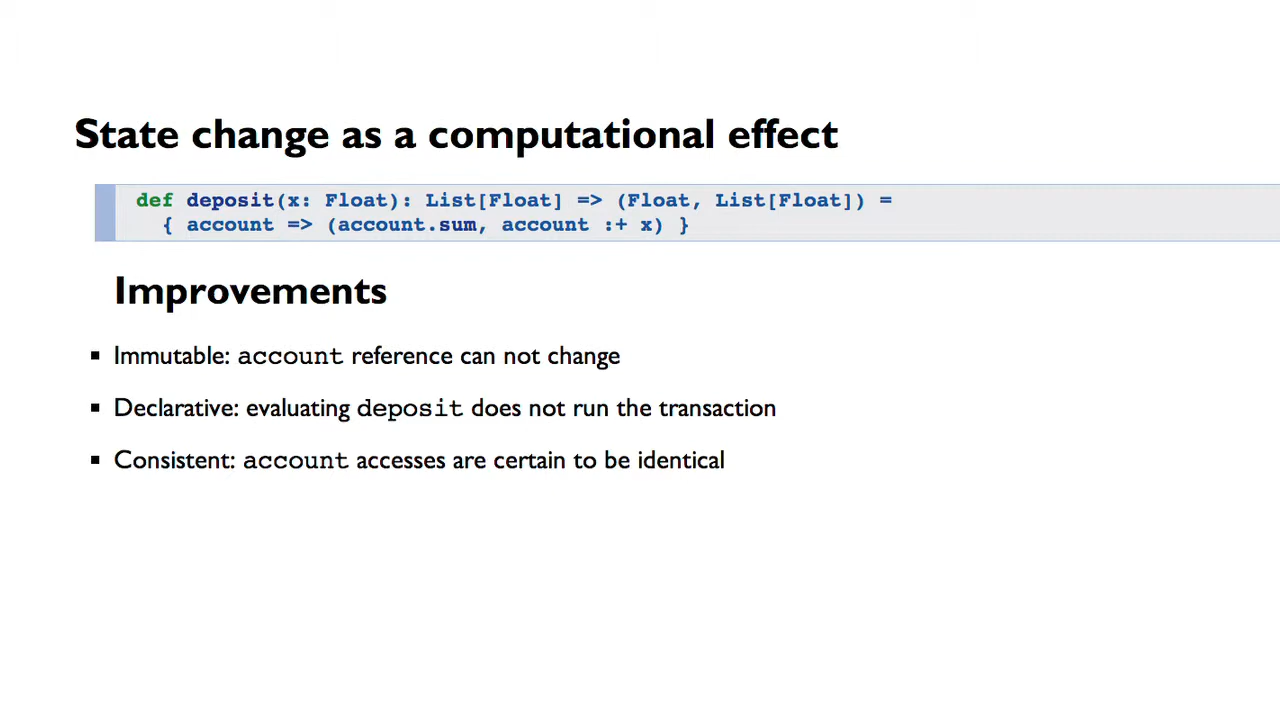 State change as a computational effect
def deposit(x: Float): List[Float] => (Float, List[Float]) =
{ account => (account.sum, account :+ x) }
Improvements
▪ Immutable: account reference can not change
▪ Declarative: evaluating deposit does not run the transaction
▪ Consistent: account accesses are certain to be identical